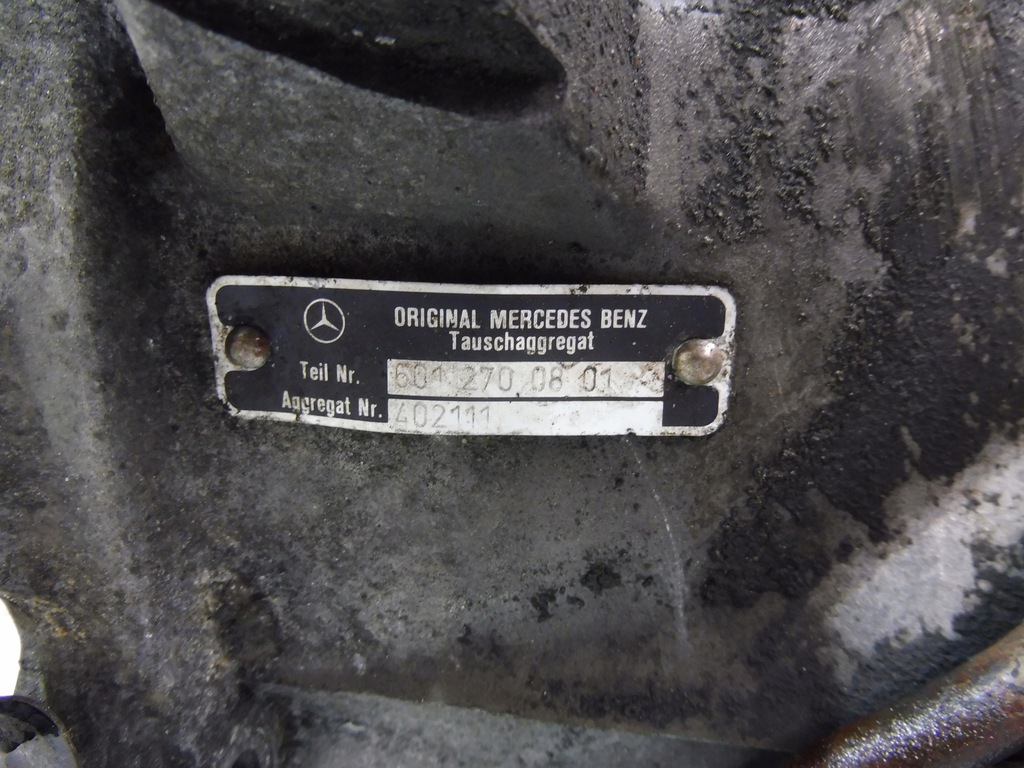 ORIGINAL MERCEDES BENZ
Tauschaggregat
Teil Nr. 601 270 08 01
Aggregat Nr. 402111